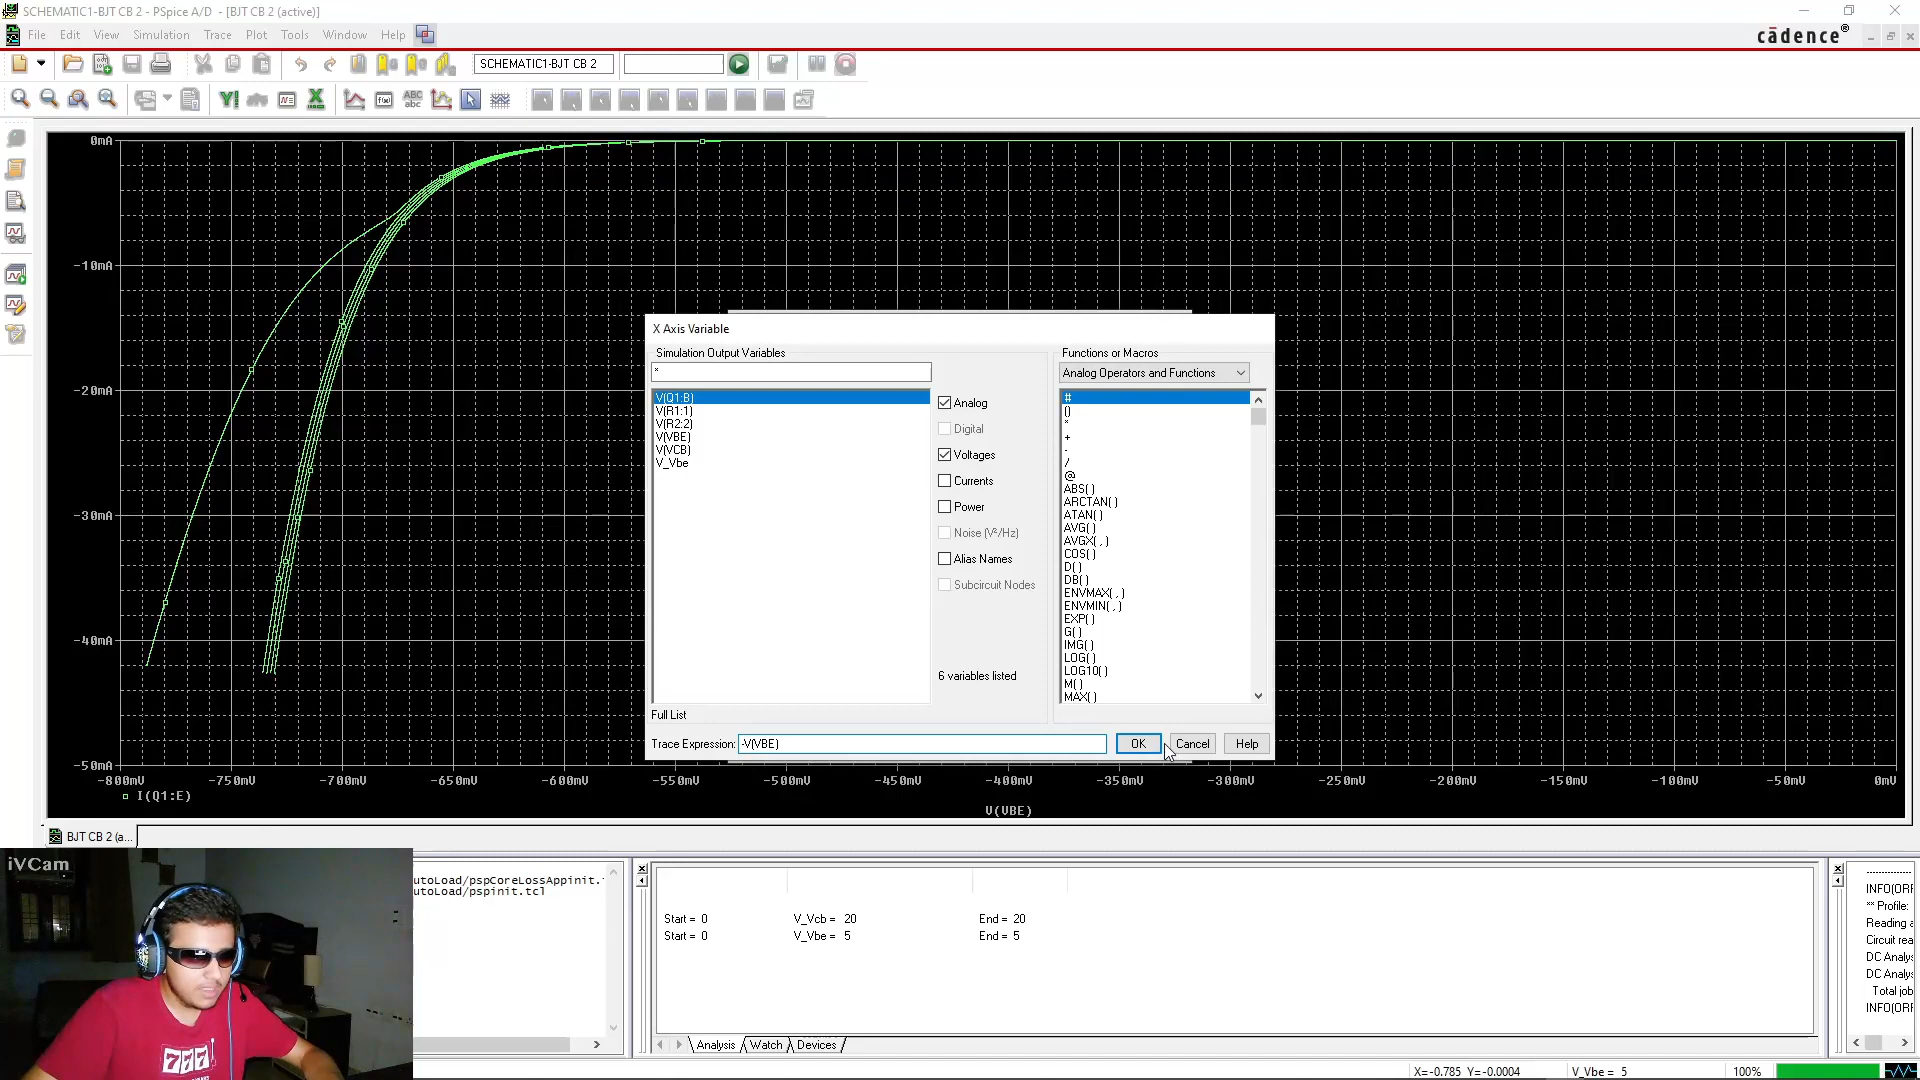 SCHEMATIC1-BJT CB 2 - PSpice A/D - [BJT CB 2 (active)]
File Edit View Simulation Trace Plot Tools Window Help
cādence®
SCHEMATIC1-BJT CB 2
0mA
-10mA
-20mA
-30mA
-40mA
-50mA
-800mV -750mV -700mV -650mV -600mV -550mV -500mV -450mV -400mV -350mV -300mV -250mV -200mV -150mV -100mV -50mV 0mV
I(Q1:E)
V(VBE)
X Axis Variable
Simulation Output Variables
*
V(Q1:B)
V(R1:1)
V(R2:2)
V(VBE)
V(VCB)
V_Vbe
Analog
Digital
Voltages
Currents
Power
Noise (V²/Hz)
Alias Names
Subcircuit Nodes
6 variables listed
Full List
Functions or Macros
Analog Operators and Functions
#
()
*
+
-
/
@
ABS( )
ARCTAN( )
ATAN( )
AVG( )
AVGX( , )
COS( )
D( )
DB( )
ENVMAX( , )
ENVMIN( , )
EXP( )
G( )
IMG( )
LOG( )
LOG10( )
M( )
MAX( )
Trace Expression: -V(VBE)
OK Cancel Help
BJT CB 2 (a...
iVCam
utoLoad/pspCoreLossAppinit.
utoLoad/pspinit.tcl
Start = 0 V_Vcb = 20 End = 20
Start = 0 V_Vbe = 5 End = 5
Analysis Watch Devices
INFO(ORF
** Profile:
Reading
Circuit rea
DC Analys
DC Analys
Total job
INFO(ORF
777
X=-0.785 Y=-0.0004 V_Vbe = 5 100%